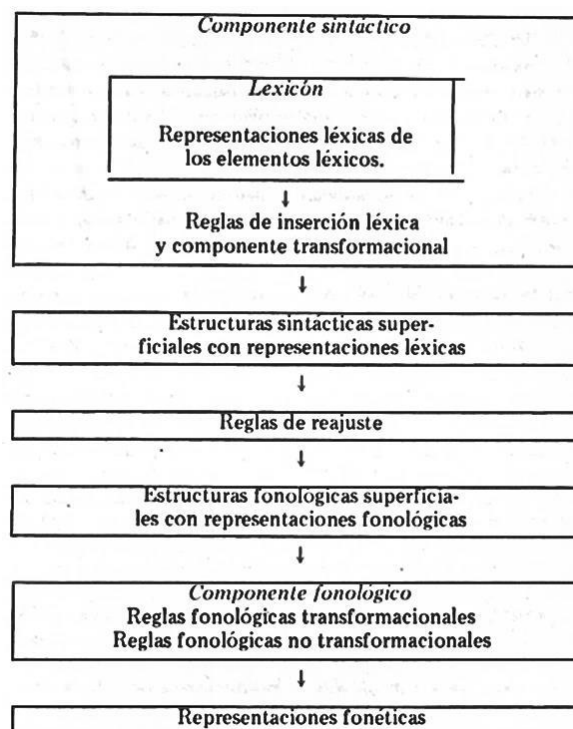 Componente sintáctico
Lexicón
Representaciones léxicas de
los elementos léxicos.
Reglas de inserción léxica
y componente transformacional
Estructuras sintácticas super-
ficiales con representaciones léxicas
Reglas de reajuste
Estructuras fonológicas superficia-
les con representaciones fonológicas
Componente fonológico
Reglas fonológicas transformacionales
Reglas fonológicas no transformacionales
Representaciones fonéticas